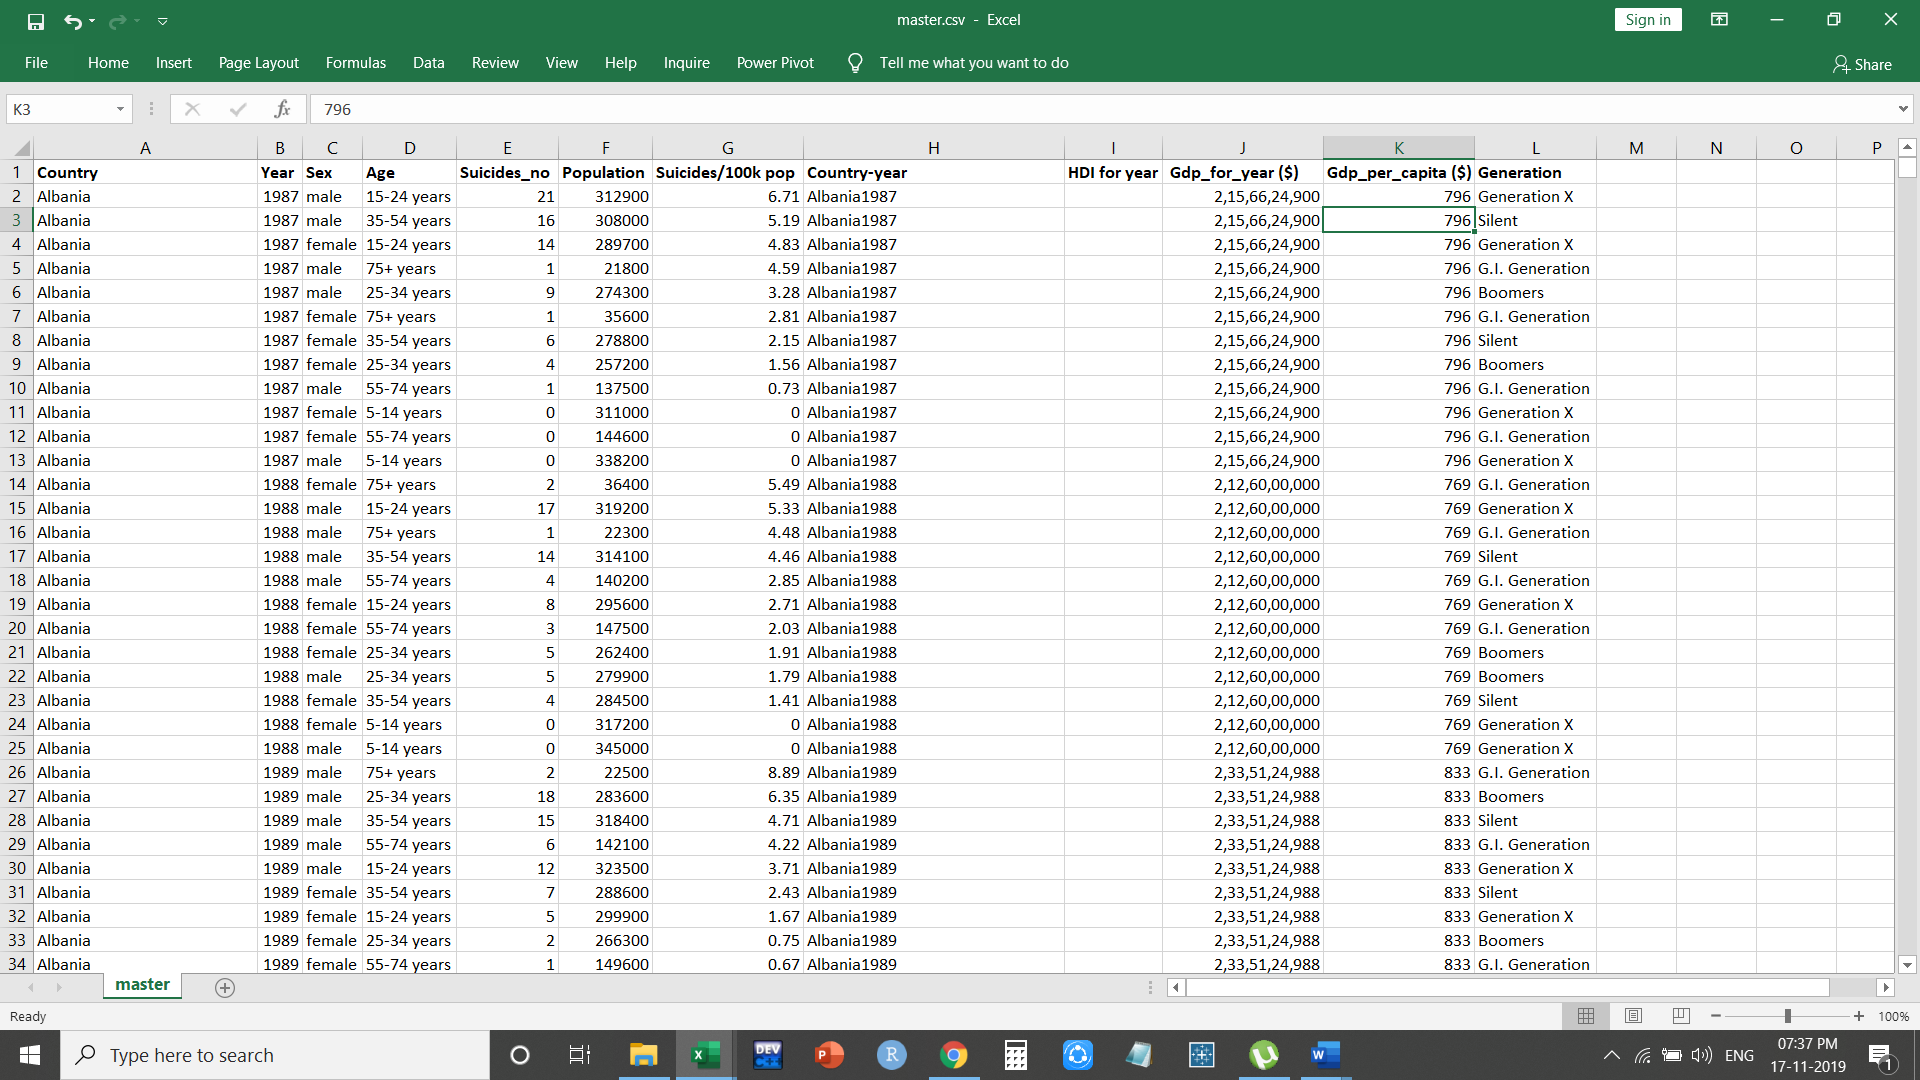 master.csv - Excel
Sign in
File Home Insert Page Layout Formulas Data Review View Help Inquire Power Pivot Tell me what you want to do Share
K3 fx 796
A B C D E F G H I J K L M N O P
1 Country Year Sex Age Suicides_no Population Suicides/100k pop Country-year HDI for year Gdp_for_year ($) Gdp_per_capita ($) Generation
2 Albania 1987 male 15-24 years 21 312900 6.71 Albania1987 2,15,66,24,900 796 Generation X
3 Albania 1987 male 35-54 years 16 308000 5.19 Albania1987 2,15,66,24,900 796 Silent
4 Albania 1987 female 15-24 years 14 289700 4.83 Albania1987 2,15,66,24,900 796 Generation X
5 Albania 1987 male 75+ years 1 21800 4.59 Albania1987 2,15,66,24,900 796 G.I. Generation
6 Albania 1987 male 25-34 years 9 274300 3.28 Albania1987 2,15,66,24,900 796 Boomers
7 Albania 1987 female 75+ years 1 35600 2.81 Albania1987 2,15,66,24,900 796 G.I. Generation
8 Albania 1987 female 35-54 years 6 278800 2.15 Albania1987 2,15,66,24,900 796 Silent
9 Albania 1987 female 25-34 years 4 257200 1.56 Albania1987 2,15,66,24,900 796 Boomers
10 Albania 1987 male 55-74 years 1 137500 0.73 Albania1987 2,15,66,24,900 796 G.I. Generation
11 Albania 1987 female 5-14 years 0 311000 0 Albania1987 2,15,66,24,900 796 Generation X
12 Albania 1987 female 55-74 years 0 144600 0 Albania1987 2,15,66,24,900 796 G.I. Generation
13 Albania 1987 male 5-14 years 0 338200 0 Albania1987 2,15,66,24,900 796 Generation X
14 Albania 1988 female 75+ years 2 36400 5.49 Albania1988 2,12,60,00,000 769 G.I. Generation
15 Albania 1988 male 15-24 years 17 319200 5.33 Albania1988 2,12,60,00,000 769 Generation X
16 Albania 1988 male 75+ years 1 22300 4.48 Albania1988 2,12,60,00,000 769 G.I. Generation
17 Albania 1988 male 35-54 years 14 314100 4.46 Albania1988 2,12,60,00,000 769 Silent
18 Albania 1988 male 55-74 years 4 140200 2.85 Albania1988 2,12,60,00,000 769 G.I. Generation
19 Albania 1988 female 15-24 years 8 295600 2.71 Albania1988 2,12,60,00,000 769 Generation X
20 Albania 1988 female 55-74 years 3 147500 2.03 Albania1988 2,12,60,00,000 769 G.I. Generation
21 Albania 1988 female 25-34 years 5 262400 1.91 Albania1988 2,12,60,00,000 769 Boomers
22 Albania 1988 male 25-34 years 5 279900 1.79 Albania1988 2,12,60,00,000 769 Boomers
23 Albania 1988 female 35-54 years 4 284500 1.41 Albania1988 2,12,60,00,000 769 Silent
24 Albania 1988 female 5-14 years 0 317200 0 Albania1988 2,12,60,00,000 769 Generation X
25 Albania 1988 male 5-14 years 0 345000 0 Albania1988 2,12,60,00,000 769 Generation X
26 Albania 1989 male 75+ years 2 22500 8.89 Albania1989 2,33,51,24,988 833 G.I. Generation
27 Albania 1989 male 25-34 years 18 283600 6.35 Albania1989 2,33,51,24,988 833 Boomers
28 Albania 1989 male 35-54 years 15 318400 4.71 Albania1989 2,33,51,24,988 833 Silent
29 Albania 1989 male 55-74 years 6 142100 4.22 Albania1989 2,33,51,24,988 833 G.I. Generation
30 Albania 1989 male 15-24 years 12 323500 3.71 Albania1989 2,33,51,24,988 833 Generation X
31 Albania 1989 female 35-54 years 7 288600 2.43 Albania1989 2,33,51,24,988 833 Silent
32 Albania 1989 female 15-24 years 5 299900 1.67 Albania1989 2,33,51,24,988 833 Generation X
33 Albania 1989 female 25-34 years 2 266300 0.75 Albania1989 2,33,51,24,988 833 Boomers
34 Albania 1989 female 55-74 years 1 149600 0.67 Albania1989 2,33,51,24,988 833 G.I. Generation
master
Ready 100%
Type here to search DEV C++ P R W ENG 07:37 PM
17-11-2019 1